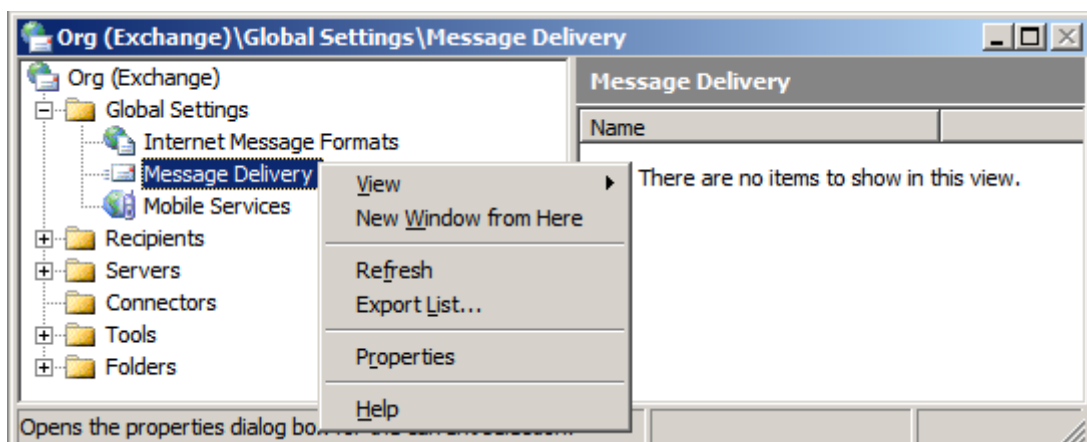 Org (Exchange)\Global Settings\Message Delivery
Org (Exchange)
Global Settings
Internet Message Formats
Message Delivery
Mobile Services
Recipients
Servers
Connectors
Tools
Folders
Message Delivery
Name
There are no items to show in this view.
View
New Window from Here
Refresh
Export List...
Properties
Help
Opens the properties dialog